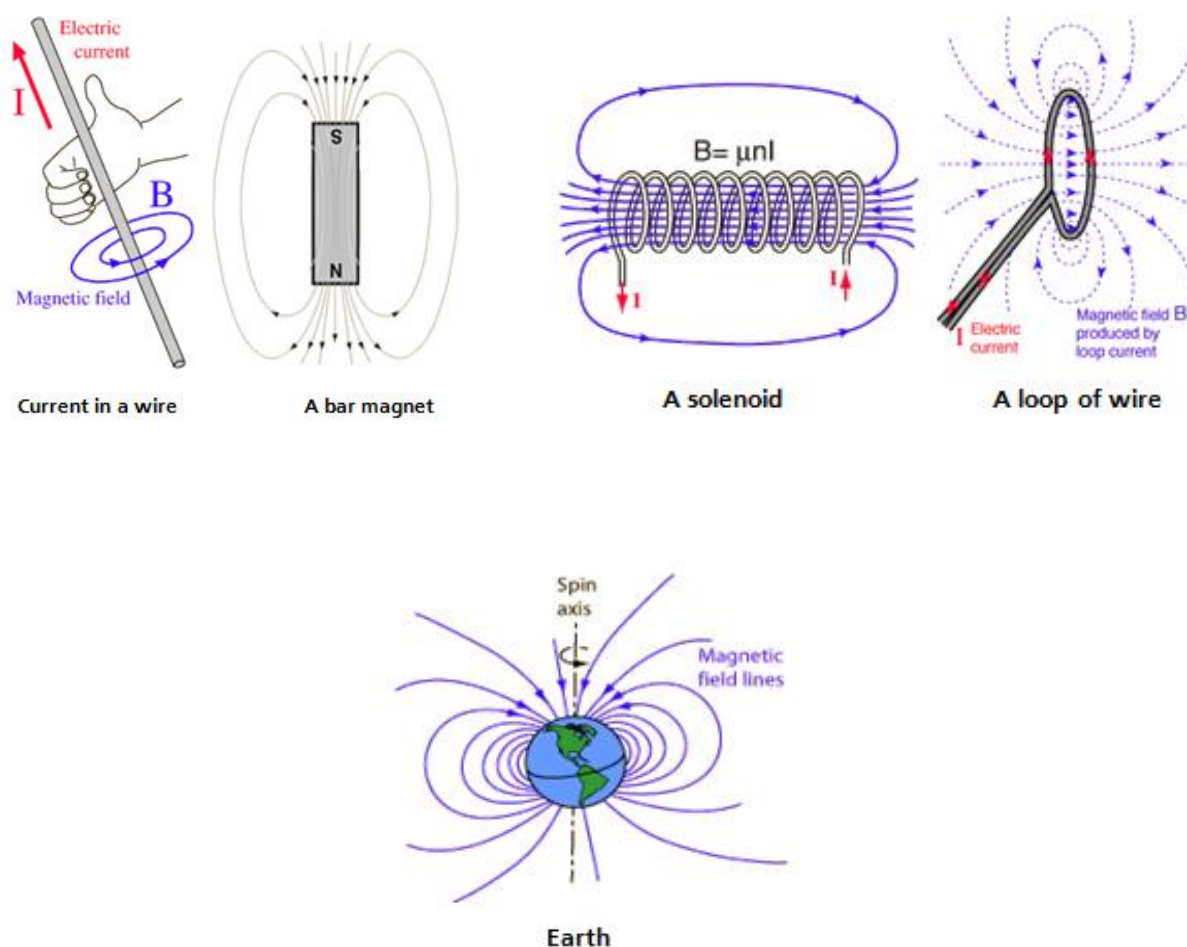 Electric
current
I
B
Magnetic field
Current in a wire
S
N
A bar magnet
B= μnI
I
I
A solenoid
I Electric
current
Magnetic field B
produced by
loop current
A loop of wire
Spin
axis
Magnetic
field lines
Earth